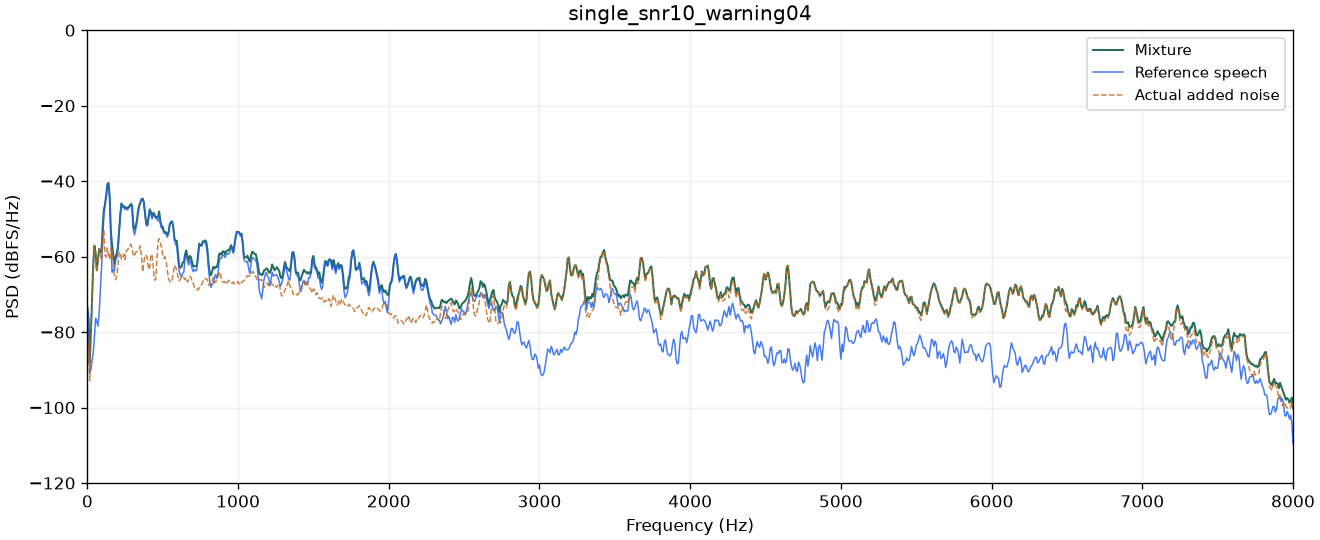 single_snr10_warning04
0
−20
−40
−60
−80
−100
−120
PSD (dBFS/Hz)
Mixture
Reference speech
Actual added noise
0 1000 2000 3000 4000 5000 6000 7000 8000
Frequency (Hz)